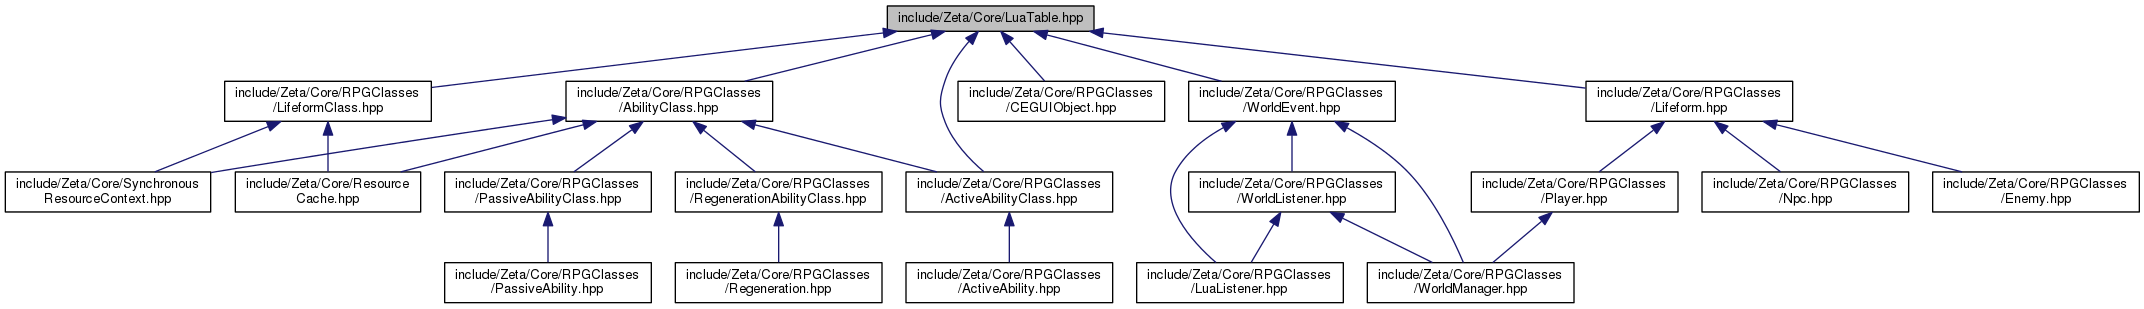 include/Zeta/Core/LuaTable.hpp
include/Zeta/Core/RPGClasses
/LifeformClass.hpp
include/Zeta/Core/RPGClasses
/AbilityClass.hpp
include/Zeta/Core/RPGClasses
/CEGUIObject.hpp
include/Zeta/Core/RPGClasses
/WorldEvent.hpp
include/Zeta/Core/RPGClasses
/Lifeform.hpp
include/Zeta/Core/Synchronous
ResourceContext.hpp
include/Zeta/Core/Resource
Cache.hpp
include/Zeta/Core/RPGClasses
/PassiveAbilityClass.hpp
include/Zeta/Core/RPGClasses
/RegenerationAbilityClass.hpp
include/Zeta/Core/RPGClasses
/ActiveAbilityClass.hpp
include/Zeta/Core/RPGClasses
/WorldListener.hpp
include/Zeta/Core/RPGClasses
/Player.hpp
include/Zeta/Core/RPGClasses
/Npc.hpp
include/Zeta/Core/RPGClasses
/Enemy.hpp
include/Zeta/Core/RPGClasses
/PassiveAbility.hpp
include/Zeta/Core/RPGClasses
/Regeneration.hpp
include/Zeta/Core/RPGClasses
/ActiveAbility.hpp
include/Zeta/Core/RPGClasses
/LuaListener.hpp
include/Zeta/Core/RPGClasses
/WorldManager.hpp